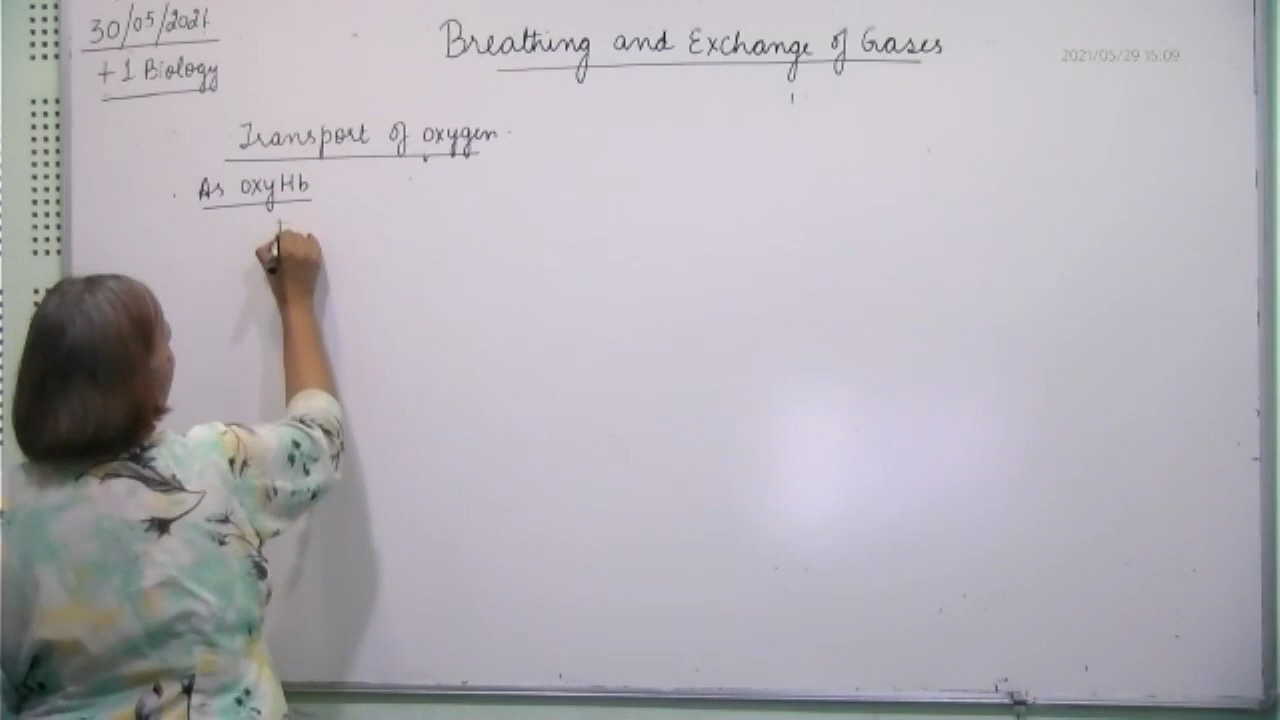 30/05/2021
+1 Biology
Breathing and Exchange of Gases
2021/05/29 15:09
Transport of oxygen.
As oxyHb